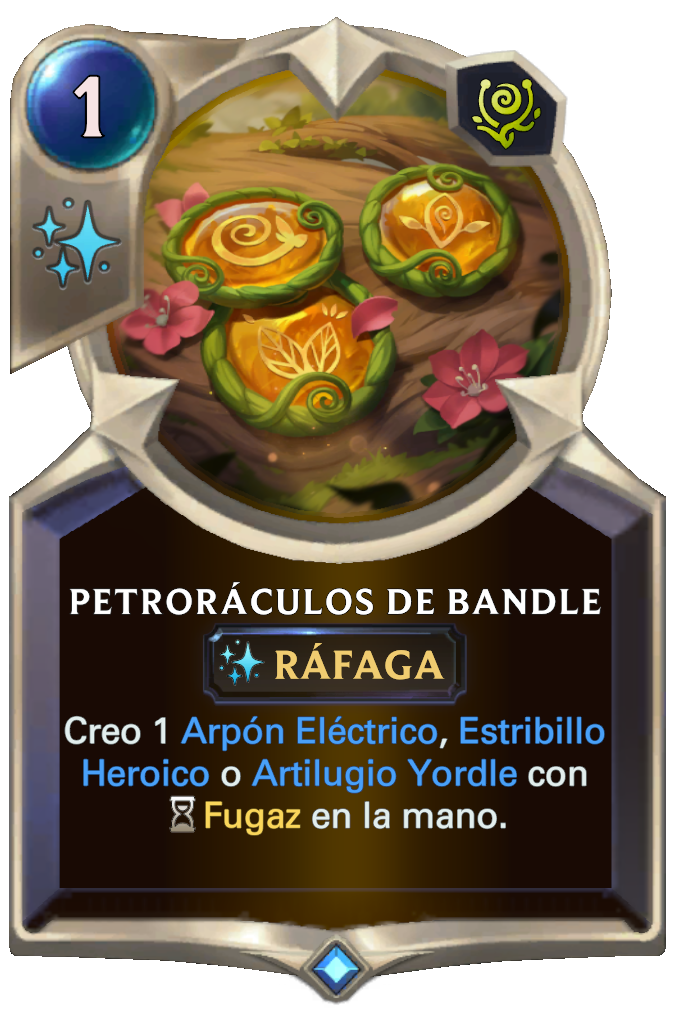 1
PETRORÁCULOS DE BANDLE
RÁFAGA
Creo 1 Arpón Eléctrico, Estribillo
Heroico o Artilugio Yordle con
Fugaz en la mano.